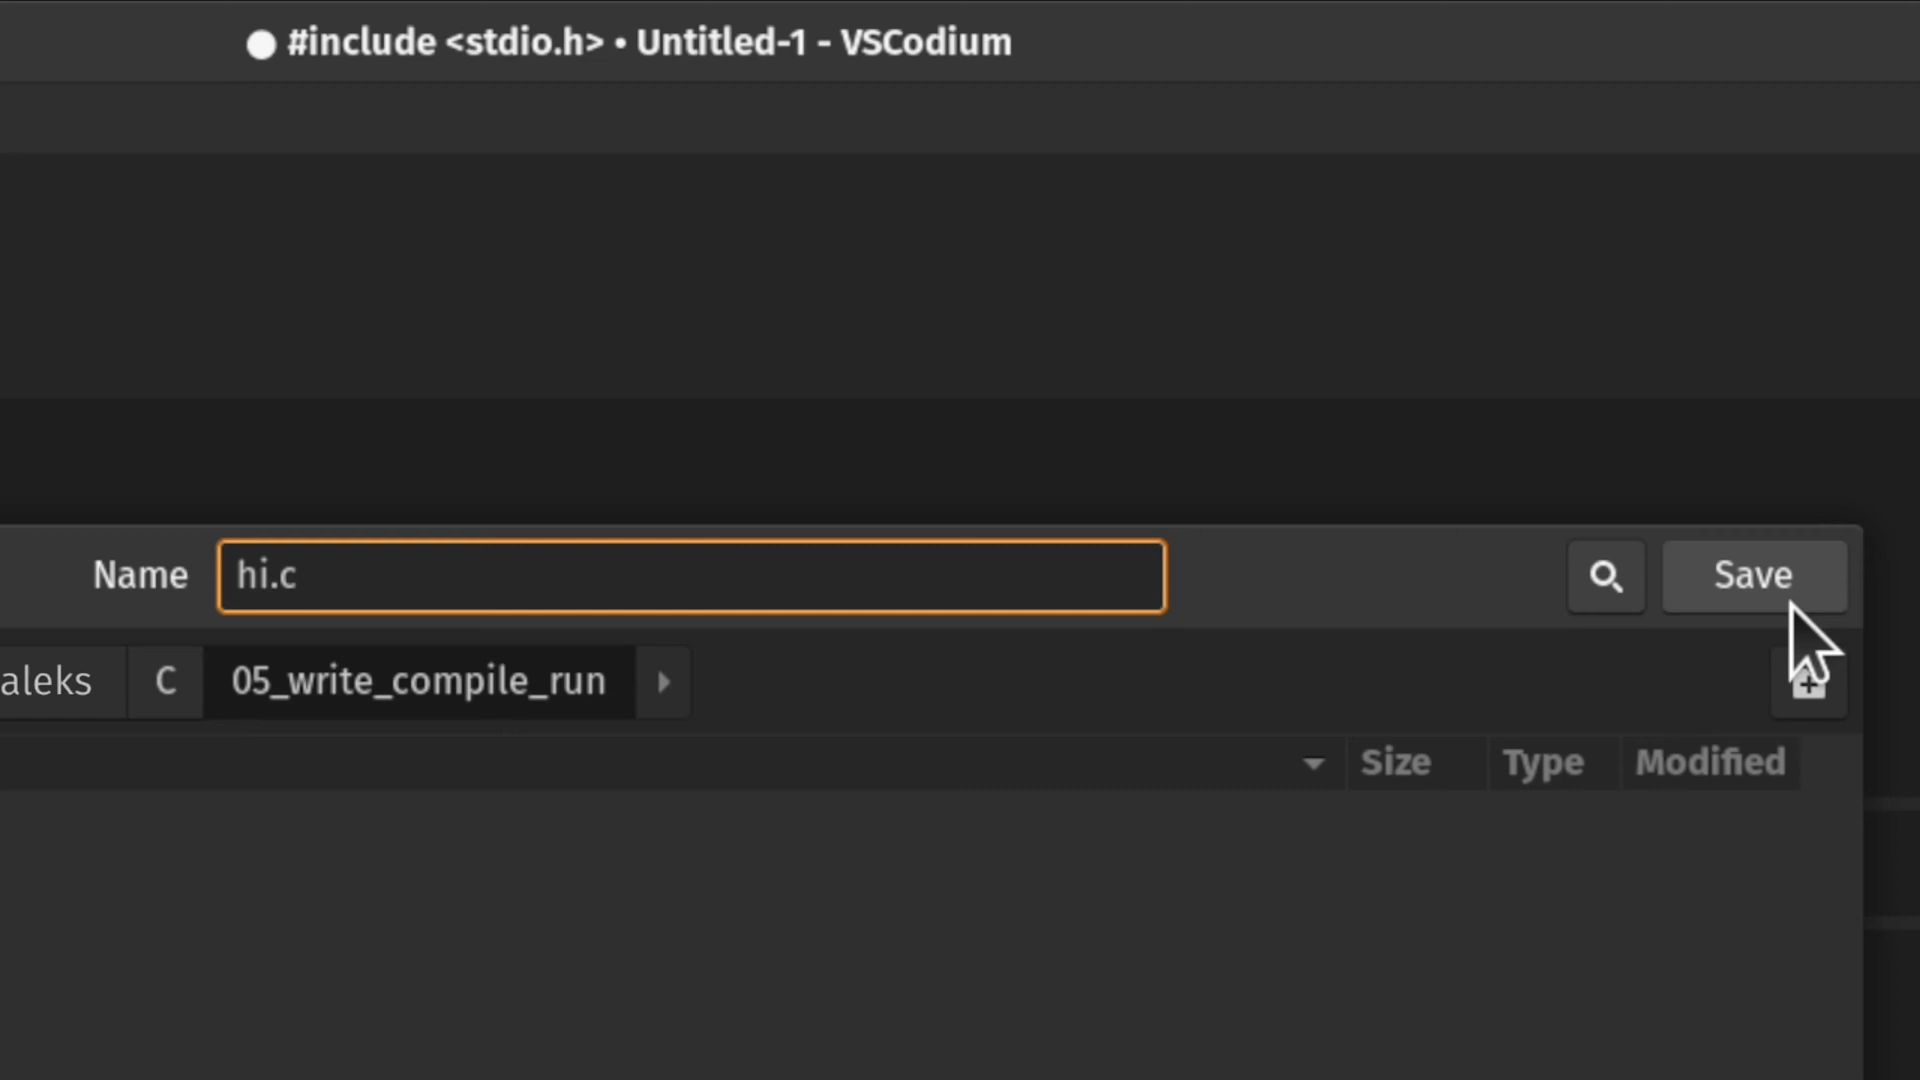 #include <stdio.h> • Untitled-1 - VSCodium
Name hi.c Save
aleks C 05_write_compile_run
Size Type Modified